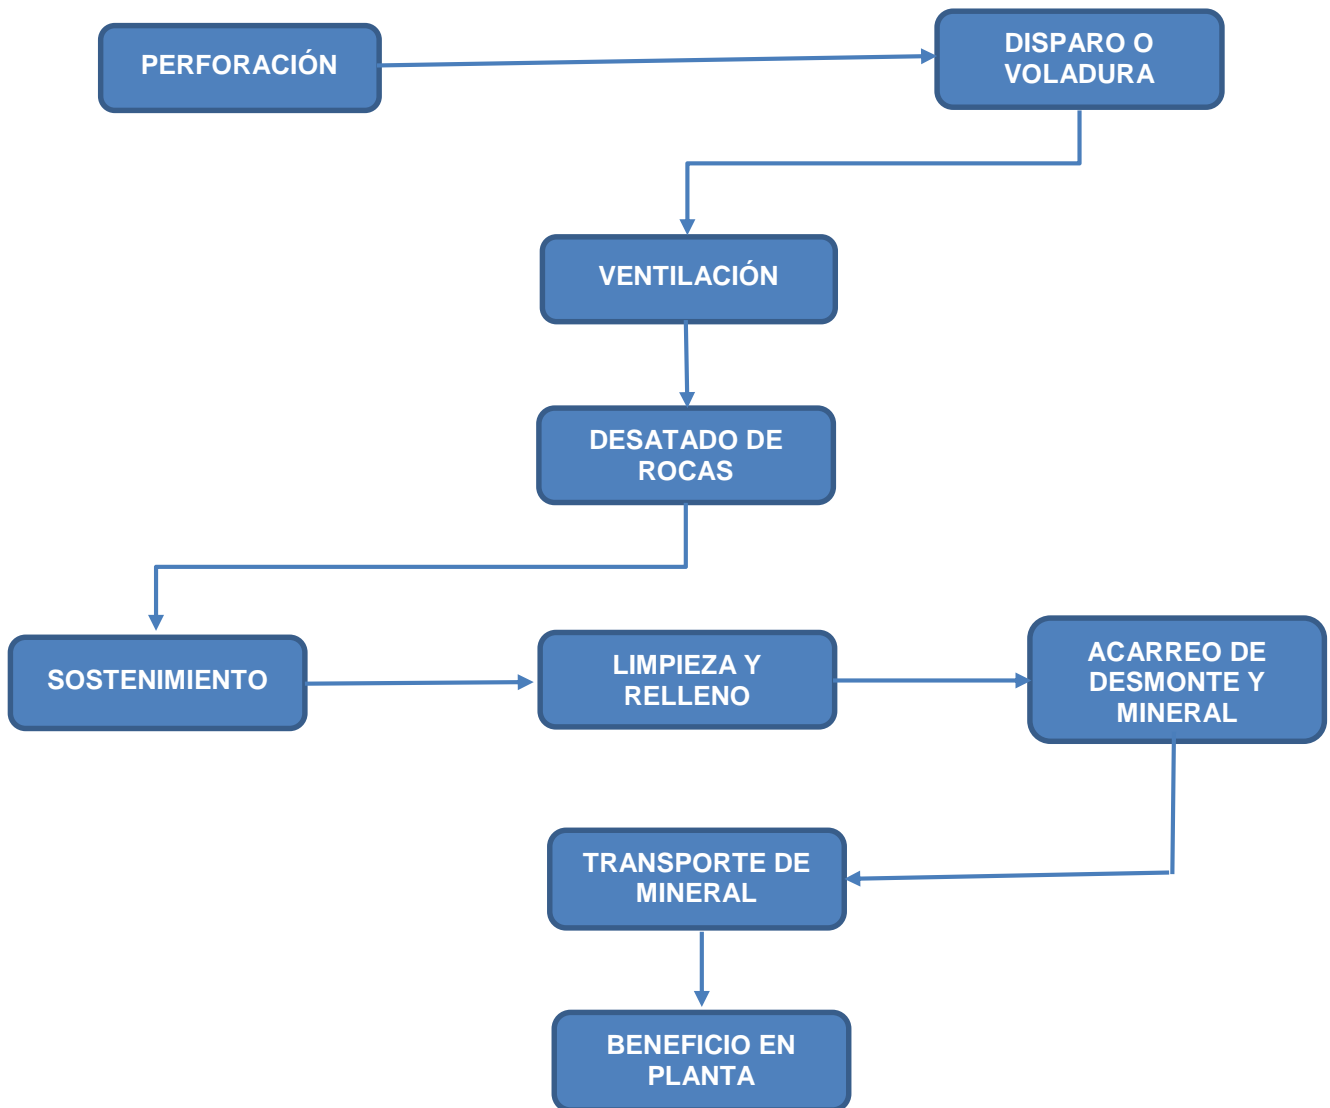 PERFORACIÓN
DISPARO O
VOLADURA
VENTILACIÓN
DESATADO DE
ROCAS
SOSTENIMIENTO
LIMPIEZA Y
RELLENO
ACARREO DE
DESMONTE Y
MINERAL
TRANSPORTE DE
MINERAL
BENEFICIO EN
PLANTA